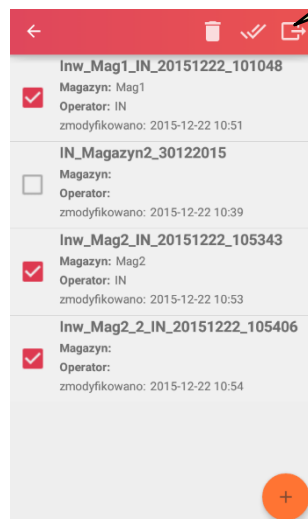 Inw_Mag1_IN_20151222_101048
Magazyn: Mag1
Operator: IN
zmodyfikowano: 2015-12-22 10:51
IN_Magazyn2_30122015
Magazyn:
Operator:
zmodyfikowano: 2015-12-22 10:39
Inw_Mag2_IN_20151222_105343
Magazyn: Mag2
Operator: IN
zmodyfikowano: 2015-12-22 10:53
Inw_Mag2_2_IN_20151222_105406
Magazyn:
Operator:
zmodyfikowano: 2015-12-22 10:54